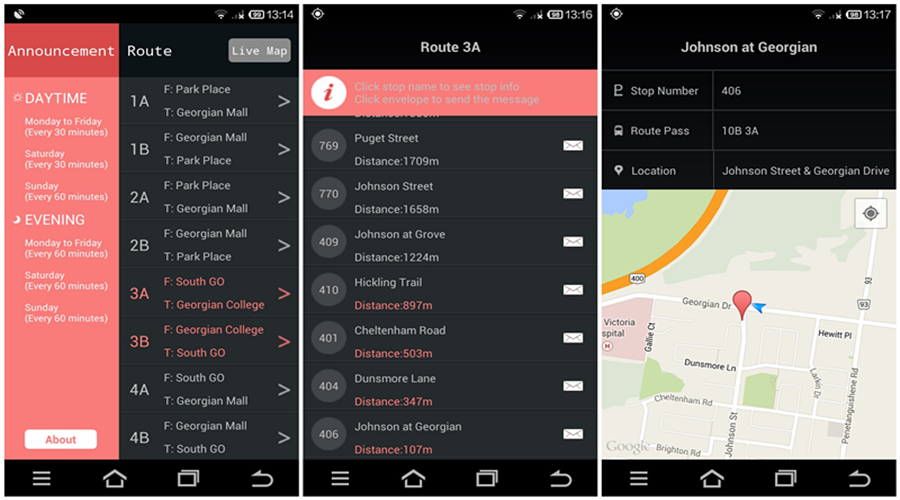 99 13:14
Announcement
Route
Live Map
DAYTIME
Monday to Friday
(Every 30 minutes)
Saturday
(Every 30 minutes)
Sunday
(Every 60 minutes)
EVENING
Monday to Friday
(Every 60 minutes)
Saturday
(Every 60 minutes)
Sunday
(Every 60 minutes)
About
1A
F: Park Place
T: Georgian Mall
1B
F: Georgian Mall
T: Park Place
2A
F: Park Place
T: Georgian Mall
2B
F: Georgian Mall
T: Park Place
3A
F: South GO
T: Georgian College
3B
F: Georgian College
T: South GO
4A
F: South GO
T: Georgian Mall
4B
F: Georgian Mall
T: South GO
98 13:16
Route 3A
i
Click stop name to see stop info
Click envelope to send the message
769
Puget Street
Distance:1709m
770
Johnson Street
Distance:1658m
409
Johnson at Grove
Distance:1224m
410
Hickling Trail
Distance:897m
401
Cheltenham Road
Distance:503m
404
Dunsmore Lane
Distance:347m
406
Johnson at Georgian
Distance:107m
98 13:17
Johnson at Georgian
Stop Number
406
Route Pass
10B 3A
Location
Johnson Street & Georgian Drive
400
93
93
Georgian Dr
Victoria
spital
H
Gallie Ct
Hewitt Pl
Dunsmore Ln
Larkin Dr
Penetanguishene Rd
Cheltenham Rd
Johnson St
Google
Brighton Rd